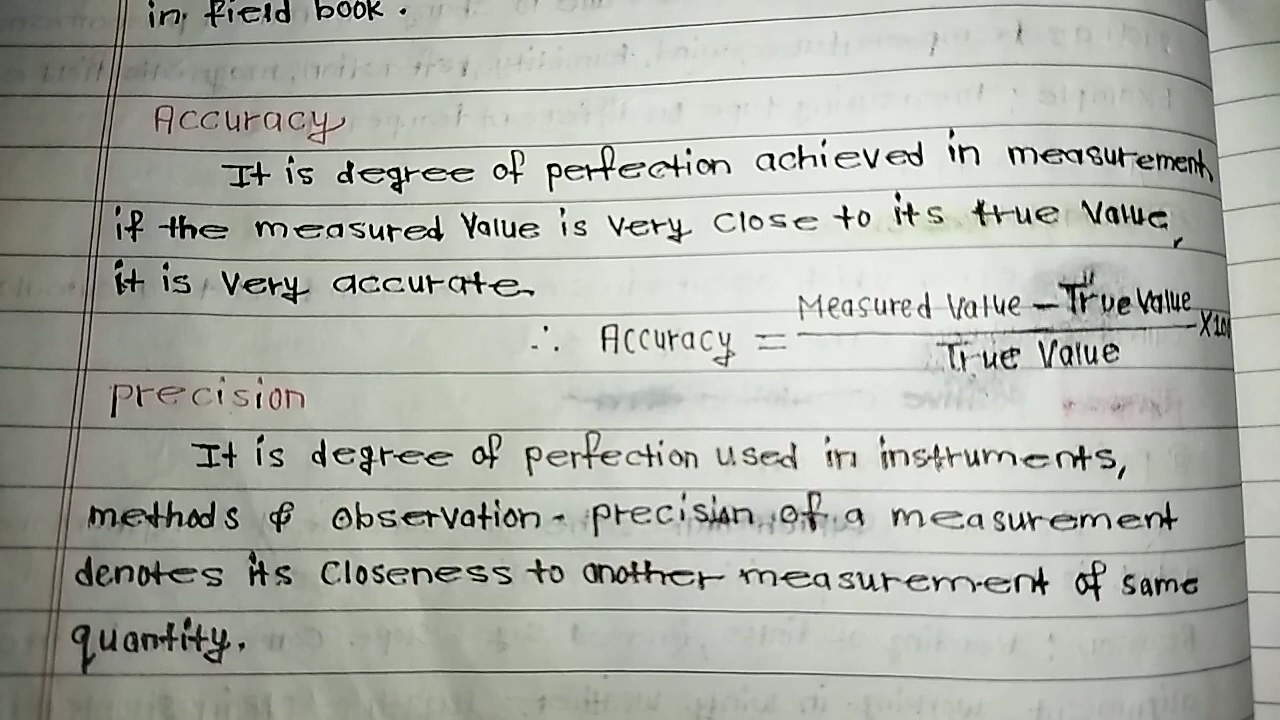 in field book.
Accuracy
It is degree of perfection achieved in measurement
if the measured value is very close to its true value,
it is very accurate.
∴ Accuracy = Measured value - True value / True value × 10
precision
It is degree of perfection used in instruments,
methods & observation - precision of a measurement
denotes its closeness to another measurement of same
quantity.